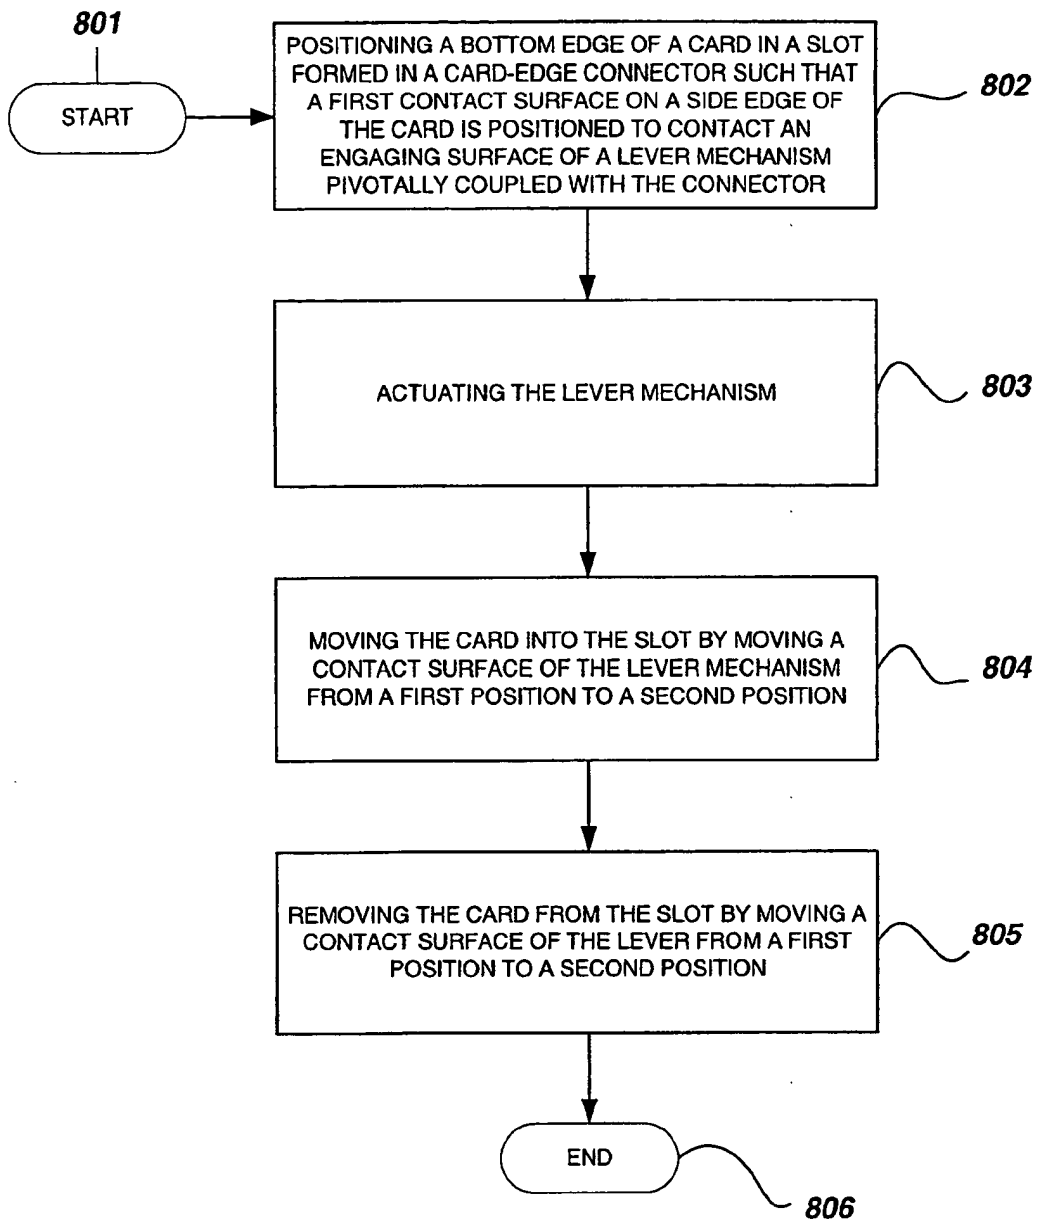 801
START
POSITIONING A BOTTOM EDGE OF A CARD IN A SLOT
FORMED IN A CARD-EDGE CONNECTOR SUCH THAT
A FIRST CONTACT SURFACE ON A SIDE EDGE OF
THE CARD IS POSITIONED TO CONTACT AN
ENGAGING SURFACE OF A LEVER MECHANISM
PIVOTALLY COUPLED WITH THE CONNECTOR
802
ACTUATING THE LEVER MECHANISM
803
MOVING THE CARD INTO THE SLOT BY MOVING A
CONTACT SURFACE OF THE LEVER MECHANISM
FROM A FIRST POSITION TO A SECOND POSITION
804
REMOVING THE CARD FROM THE SLOT BY MOVING A
CONTACT SURFACE OF THE LEVER FROM A FIRST
POSITION TO A SECOND POSITION
805
END
806